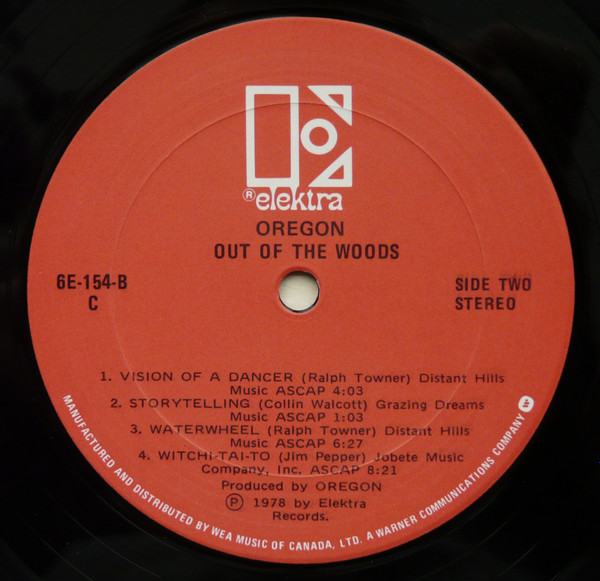 ® elektra
OREGON
OUT OF THE WOODS
6E-154-B
C
SIDE TWO
STEREO
1. VISION OF A DANCER (Ralph Towner) Distant Hills
Music ASCAP 4:03
2. STORYTELLING (Collin Walcott) Grazing Dreams
Music ASCAP 1:03
3. WATERWHEEL (Ralph Towner) Distant Hills
Music ASCAP 6:27
4. WITCHI-TAI-TO (Jim Pepper) Jobete Music
Company, Inc. ASCAP 8:21
Produced by OREGON
℗ 1978 by Elektra
Records.
MANUFACTURED AND DISTRIBUTED BY WEA MUSIC OF CANADA, LTD. A WARNER COMMUNICATIONS COMPANY